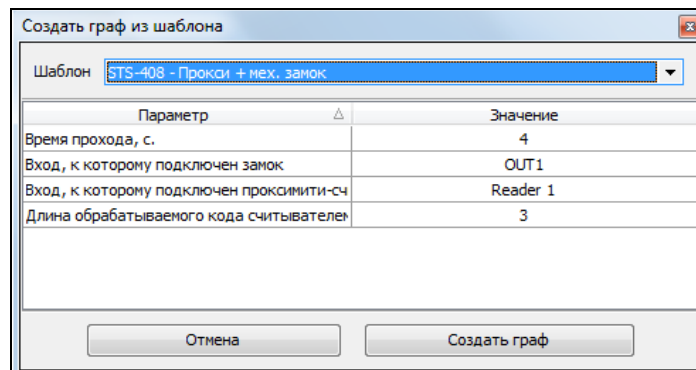 Создать граф из шаблона
Шаблон STS-408 - Прокси + мех. замок
Параметр Значение
Время прохода, с. 4
Вход, к которому подключен замок OUT1
Вход, к которому подключен проксимити-сч Reader 1
Длина обрабатываемого кода считывателем 3
Отмена Создать граф